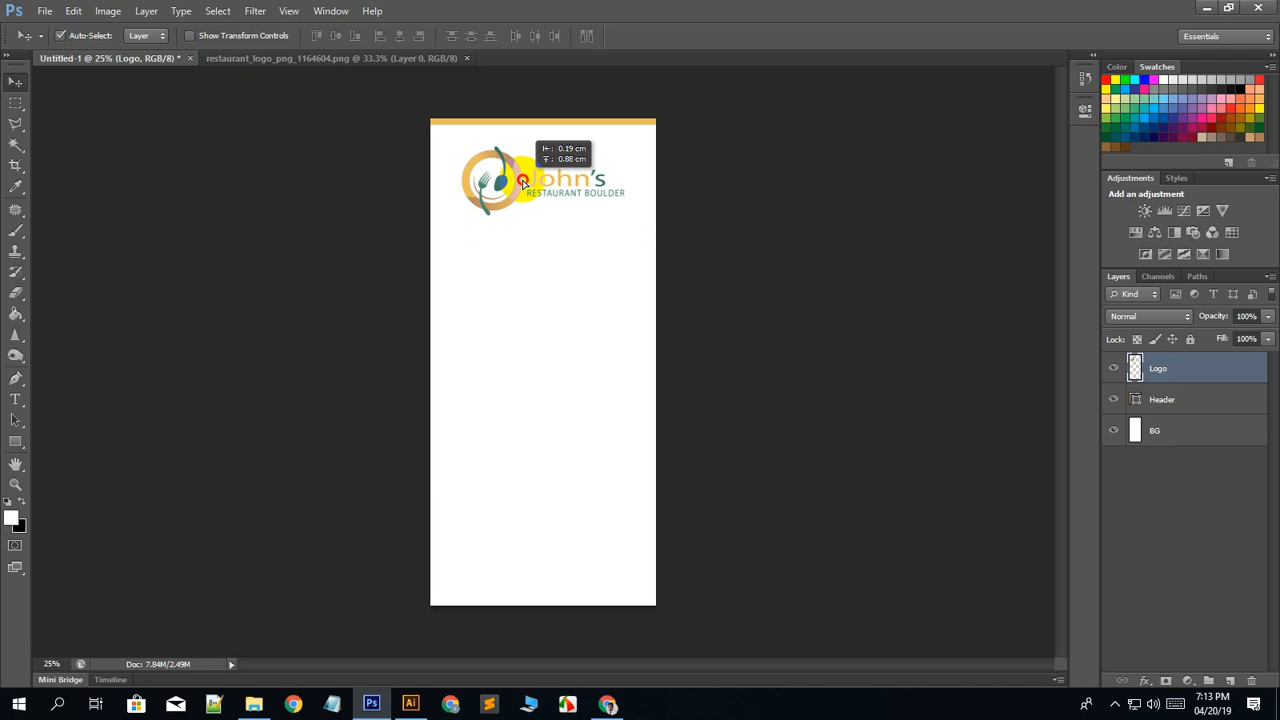 Ps File Edit Image Layer Type Select Filter View Window Help
Auto-Select: Layer Show Transform Controls Essentials
Untitled-1 @ 25% (Logo, RGB/8) * × restaurant_logo_png_1164604.png @ 33.3% (Layer 0, RGB/8) ×
Color Swatches
0.19 cm
0.88 cm
John's
RESTAURANT BOULDER
Adjustments Styles
Add an adjustment
Layers Channels Paths
Kind
Normal Opacity: 100%
Lock: Fill: 100%
Logo
Header
BG
25% Doc: 7.84M/2.49M
Mini Bridge Timeline
Ps Ai 7:13 PM
04/20/19